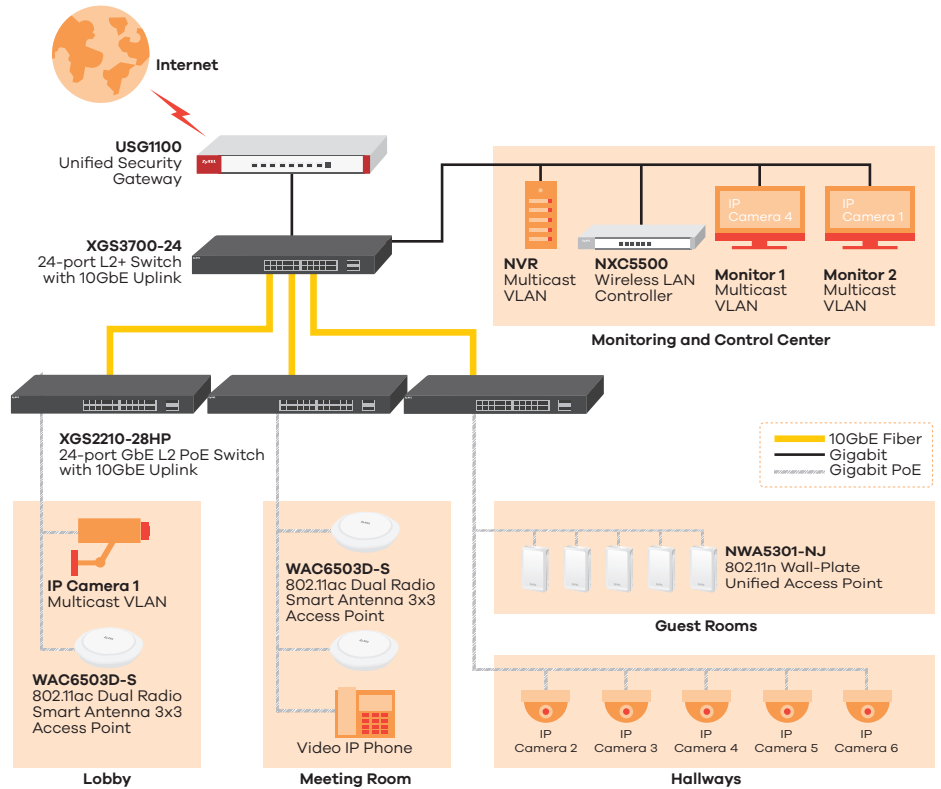 Internet
USG1100
Unified Security
Gateway
ZyXEL
XGS3700-24
24-port L2+ Switch
with 10GbE Uplink
IP
Camera 4
IP
Camera 1
NVR
Multicast
VLAN
NXC5500
Wireless LAN
Controller
Monitor 1
Multicast
VLAN
Monitor 2
Multicast
VLAN
Monitoring and Control Center
XGS2210-28HP
24-port GbE L2 PoE Switch
with 10GbE Uplink
10GbE Fiber
Gigabit
Gigabit PoE
IP Camera 1
Multicast VLAN
WAC6503D-S
802.11ac Dual Radio
Smart Antenna 3x3
Access Point
Lobby
WAC6503D-S
802.11ac Dual Radio
Smart Antenna 3x3
Access Point
Video IP Phone
Meeting Room
NWA5301-NJ
802.11n Wall-Plate
Unified Access Point
Guest Rooms
IP
Camera 2
IP
Camera 3
IP
Camera 4
IP
Camera 5
IP
Camera 6
Hallways